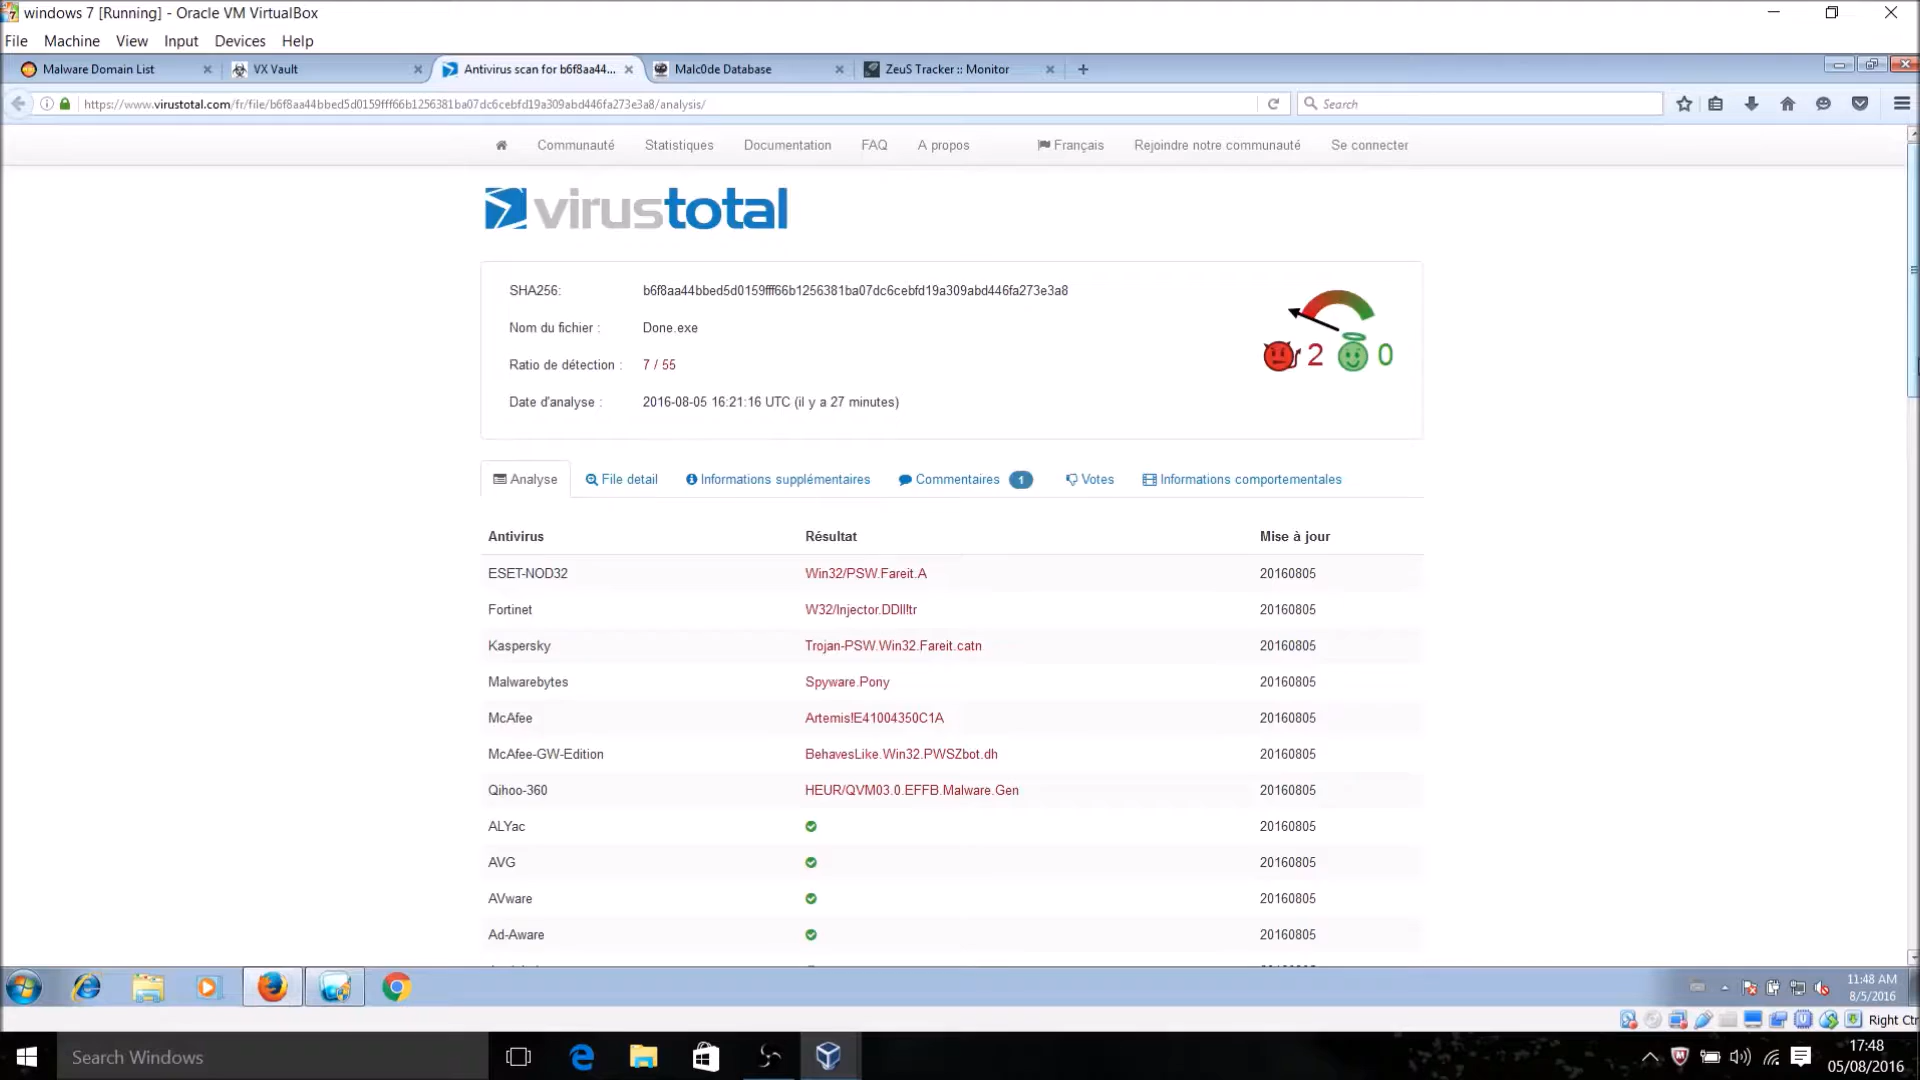 windows 7 [Running] - Oracle VM VirtualBox
File Machine View Input Devices Help
Malware Domain List
VX Vault
Antivirus scan for b6f8aa44...
Malc0de Database
ZeuS Tracker :: Monitor
https://www.virustotal.com/fr/file/b6f8aa44bbed5d0159fff66b1256381ba07dc6cebfd19a309abd446fa273e3a8/analysis/
Search
Communauté Statistiques Documentation FAQ A propos Français Rejoindre notre communauté Se connecter
virustotal
SHA256: b6f8aa44bbed5d0159fff66b1256381ba07dc6cebfd19a309abd446fa273e3a8
Nom du fichier : Done.exe
Ratio de détection : 7 / 55
2 0
Date d'analyse : 2016-08-05 16:21:16 UTC (il y a 27 minutes)
Analyse File detail Informations supplémentaires Commentaires 1 Votes Informations comportementales
Antivirus Résultat Mise à jour
ESET-NOD32 Win32/PSW.Fareit.A 20160805
Fortinet W32/Injector.DDII!tr 20160805
Kaspersky Trojan-PSW.Win32.Fareit.catn 20160805
Malwarebytes Spyware.Pony 20160805
McAfee Artemis!E41004350C1A 20160805
McAfee-GW-Edition BehavesLike.Win32.PWSZbot.dh 20160805
Qihoo-360 HEUR/QVM03.0.EFFB.Malware.Gen 20160805
ALYac 20160805
AVG 20160805
AVware 20160805
Ad-Aware 20160805
11:48 AM
8/5/2016
Right Ctr
Search Windows
17:48
05/08/2016